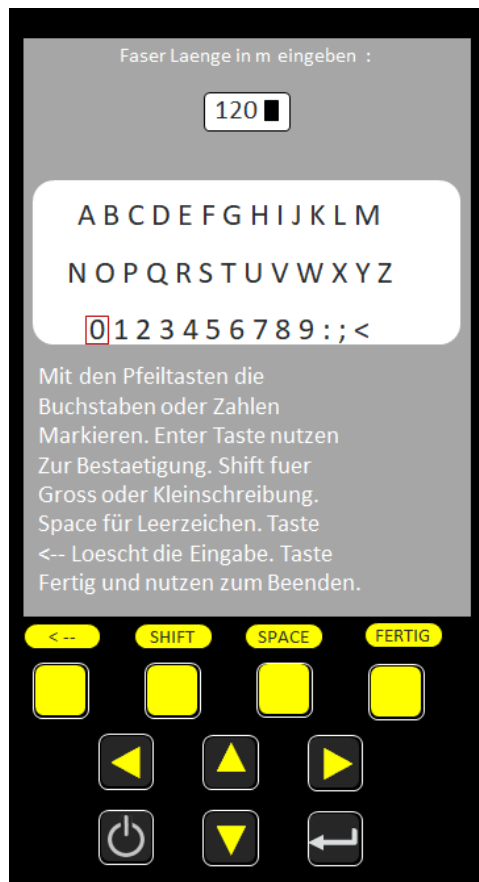 Faser Laenge in m eingeben :
120
A B C D E F G H I J K L M
N O P Q R S T U V W X Y Z
0 1 2 3 4 5 6 7 8 9 : ; <
Mit den Pfeiltasten die
Buchstaben oder Zahlen
Markieren. Enter Taste nutzen
Zur Bestaetigung. Shift fuer
Gross oder Kleinschreibung.
Space für Leerzeichen. Taste
<-- Loescht die Eingabe. Taste
Fertig und nutzen zum Beenden.
< -- SHIFT SPACE FERTIG